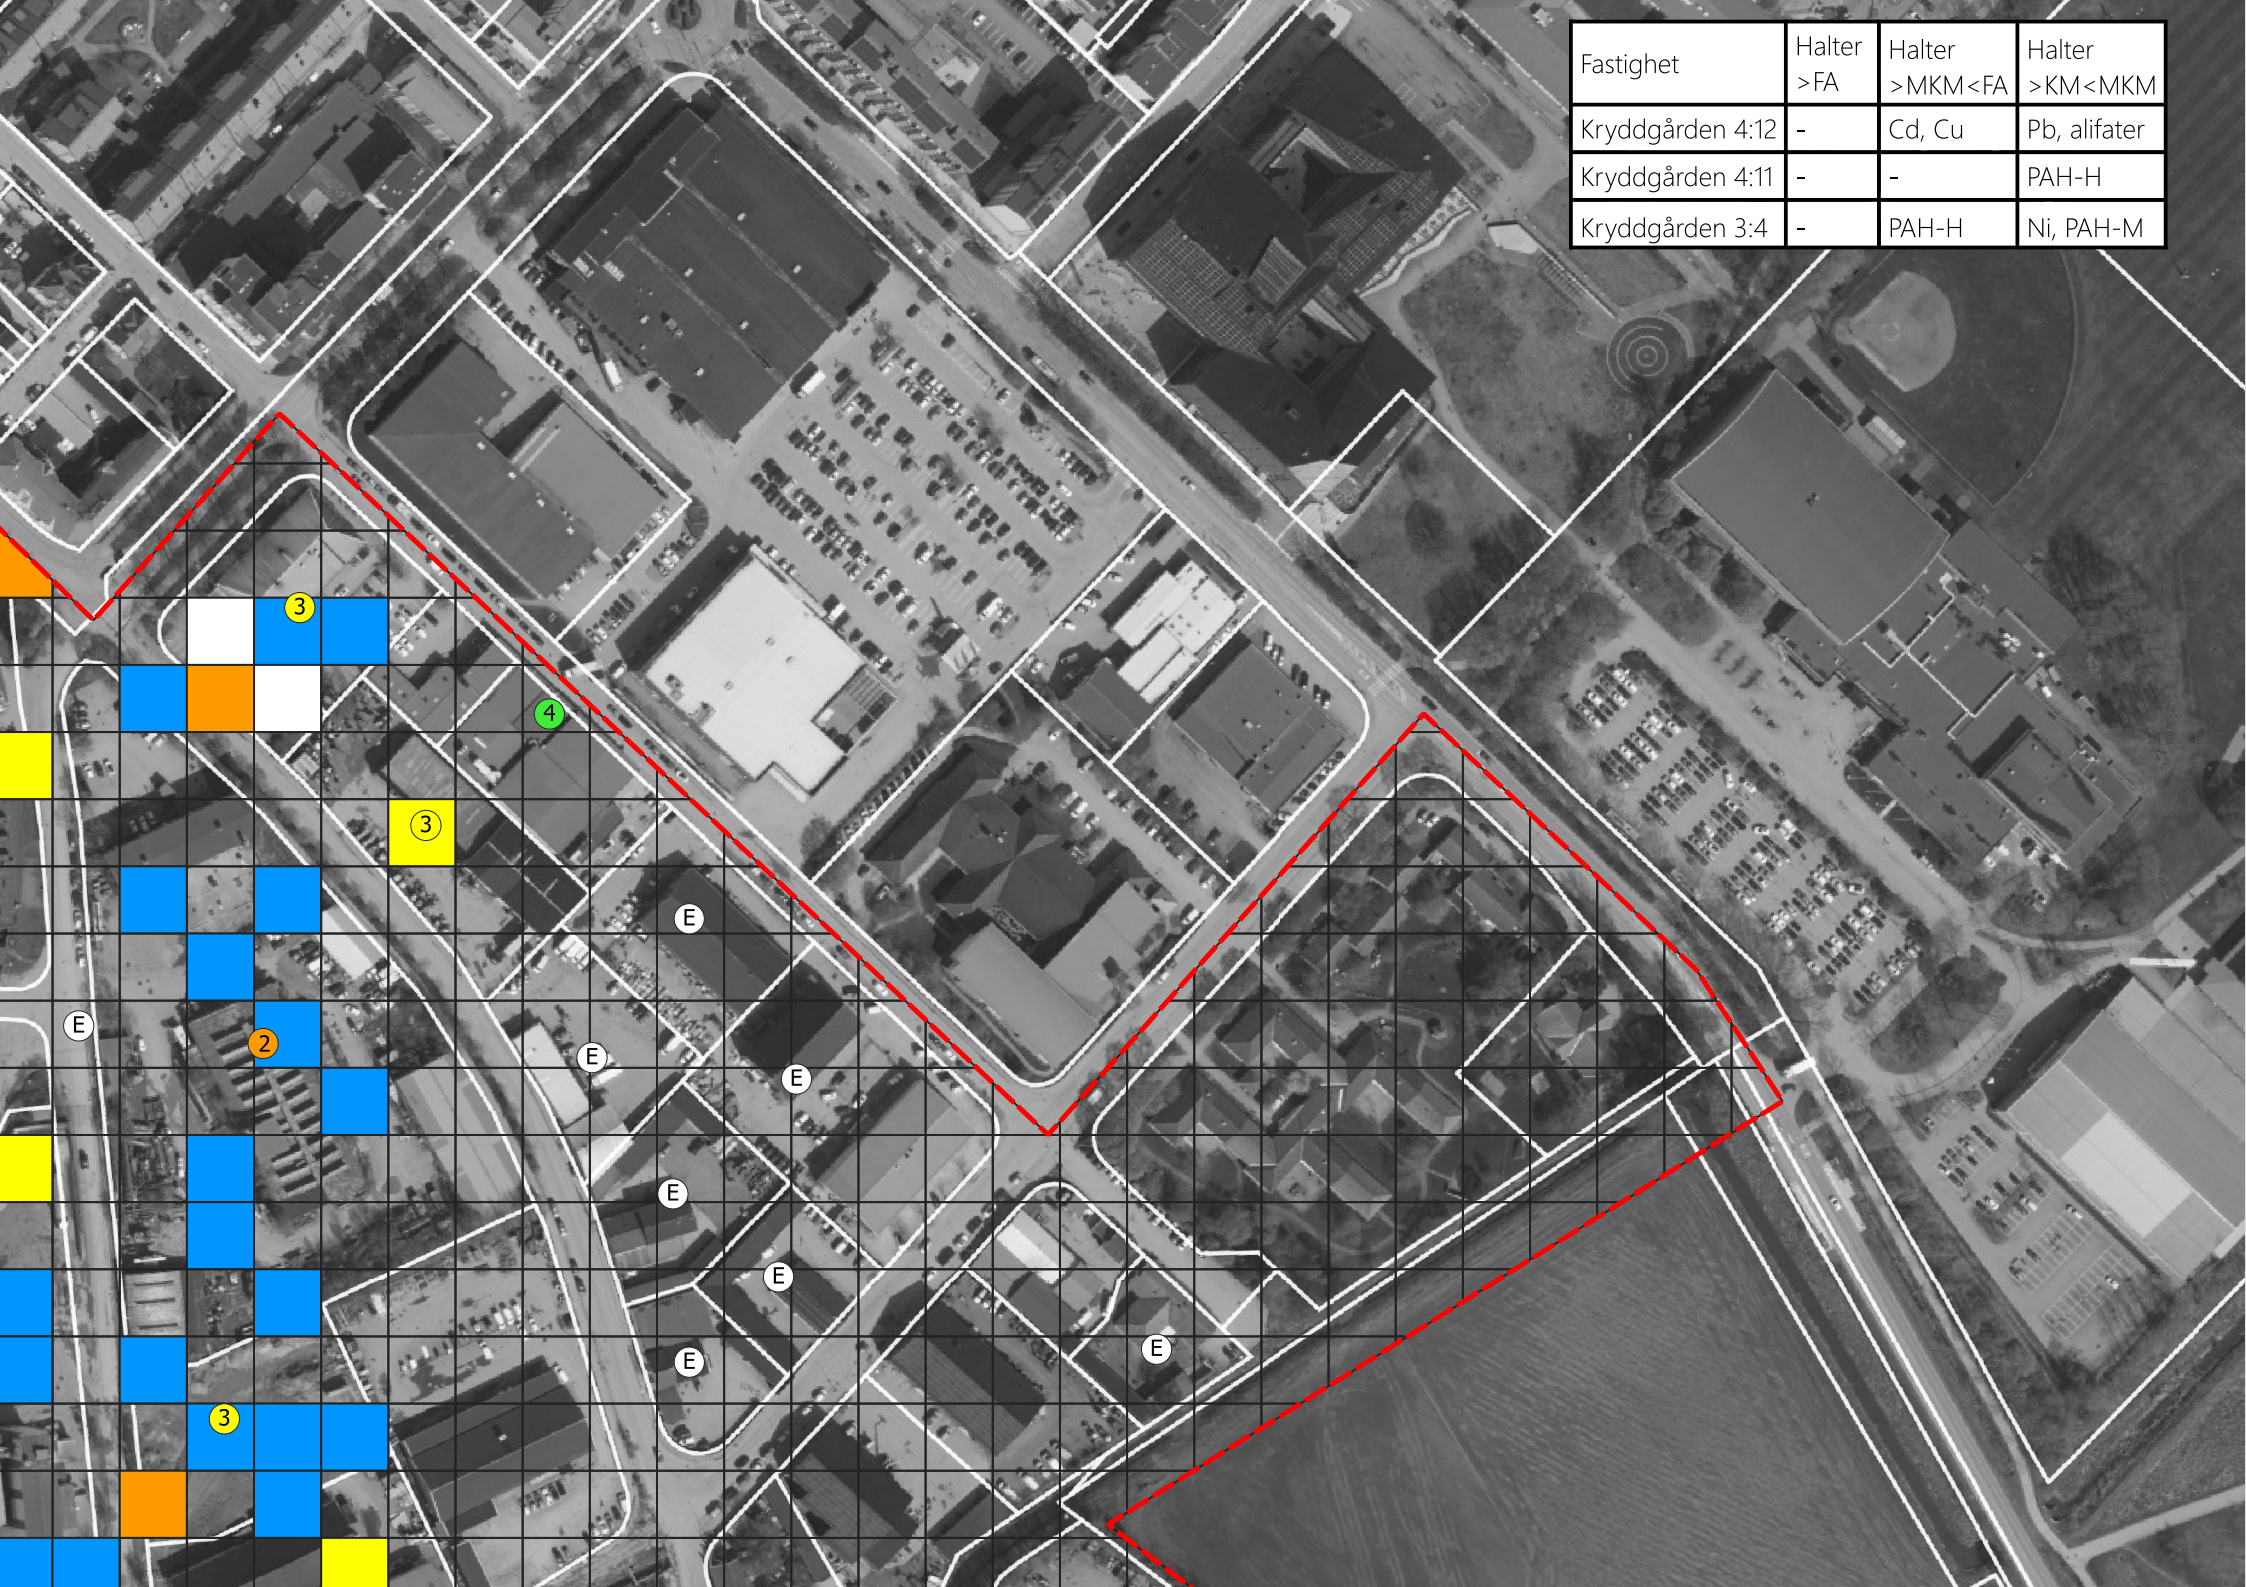 Fastighet
Halter >FA
Halter >MKM<FA
Halter >KM<MKM
Kryddgården 4:12 - Cd, Cu Pb, alifater
Kryddgården 4:11 - - PAH-H
Kryddgården 3:4 - PAH-H Ni, PAH-M
3
4
3
E
E
2
E
E
E
E
E
E
3